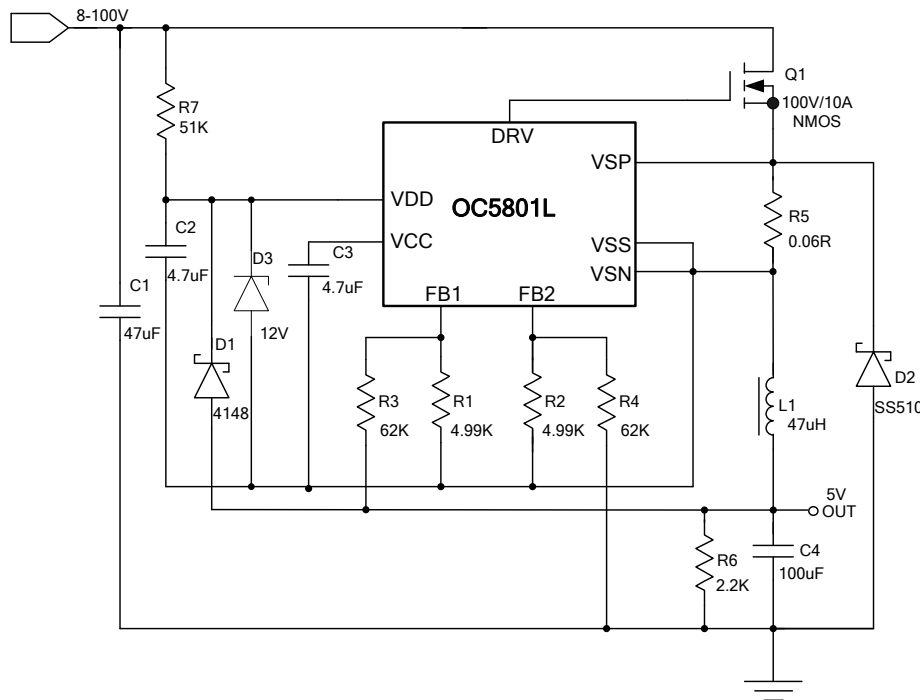 8-100V
Q1
100V/10A
NMOS
R7
51K
DRV
VSP
OC5801L
VDD
VCC
VSS
VSN
FB1
FB2
R5
0.06R
C2
4.7uF
D3
12V
C3
4.7uF
C1
47uF
D1
4148
R3
62K
R1
4.99K
R2
4.99K
R4
62K
L1
47uH
D2
SS510
5V
OUT
R6
2.2K
C4
100uF